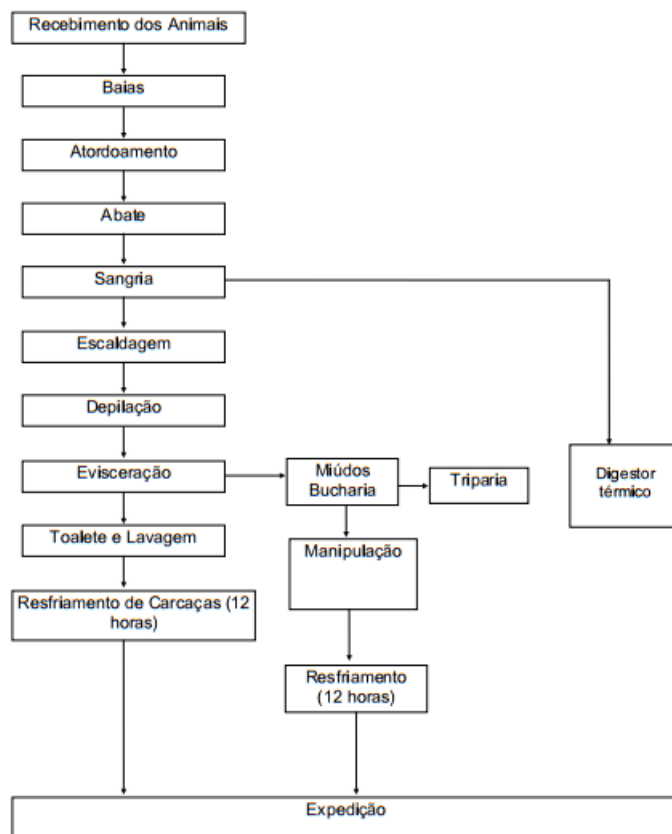 Recebimento dos Animais
Baias
Atordoamento
Abate
Sangria
Escaldagem
Depilação
Evisceração
Miúdos
Bucharia
Triparia
Digestor
térmico
Toalete e Lavagem
Manipulação
Resfriamento de Carcaças (12
horas)
Resfriamento
(12 horas)
Expedição